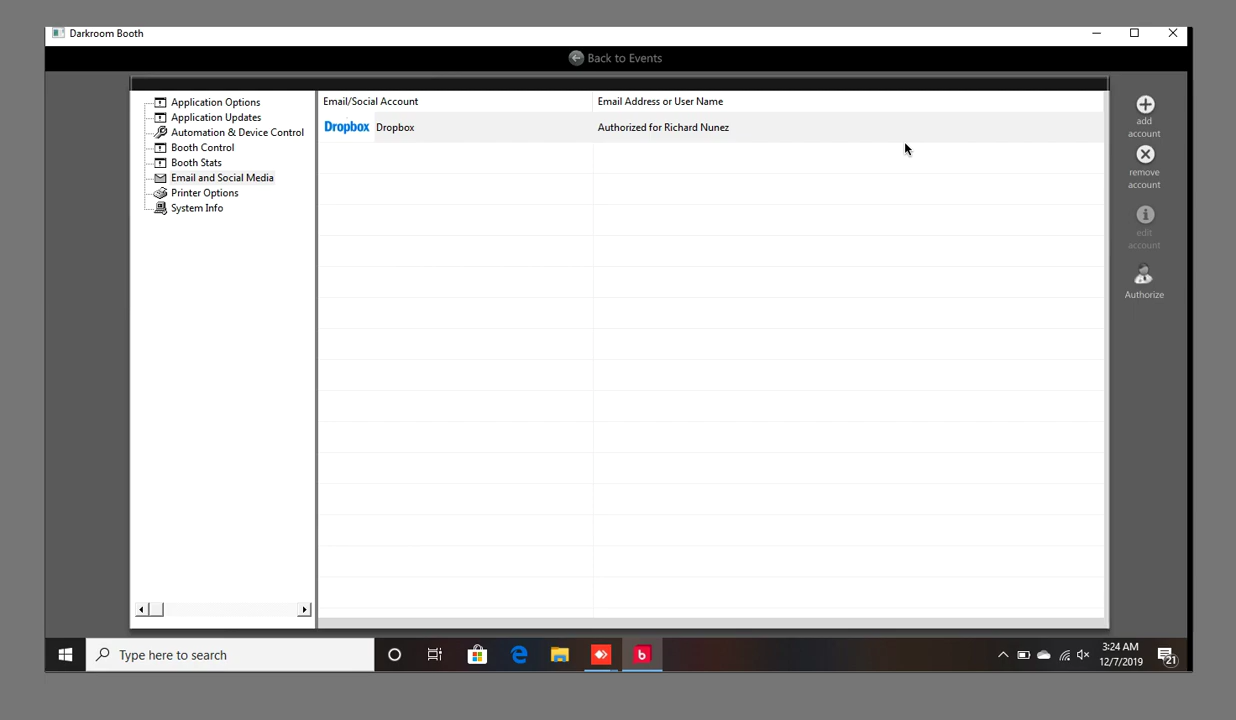 Darkroom Booth
Back to Events
Application Options
Application Updates
Automation & Device Control
Booth Control
Booth Stats
Email and Social Media
Printer Options
System Info
Email/Social Account Email Address or User Name
Dropbox Dropbox Authorized for Richard Nunez
add
account
remove
account
edit
account
Authorize
Type here to search
b
3:24 AM
12/7/2019
21